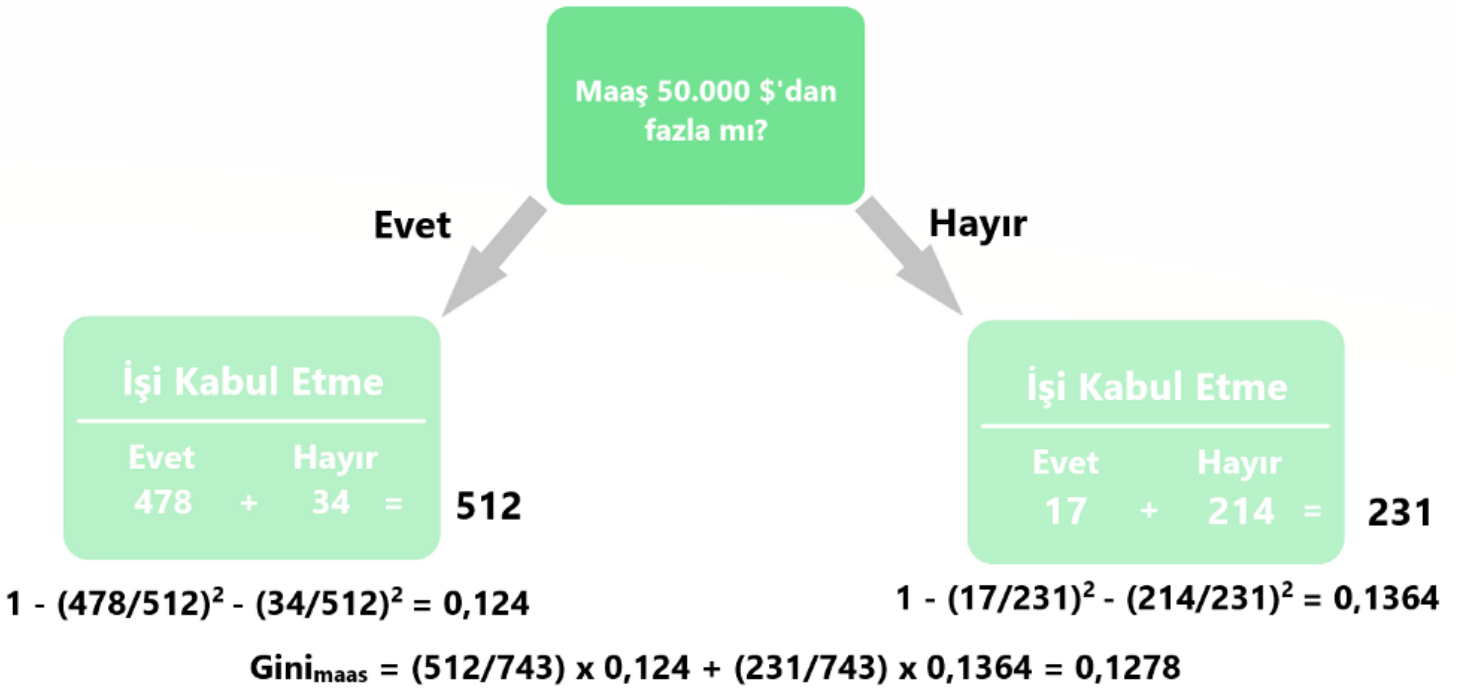 Maaş 50.000 $'dan
fazla mı?
Evet
Hayır
İşi Kabul Etme
Evet Hayır
478 + 34 = 512
İşi Kabul Etme
Evet Hayır
17 + 214 = 231
1 - (478/512)² - (34/512)² = 0,124
1 - (17/231)² - (214/231)² = 0,1364
Giniₘₐₐₛ = (512/743) x 0,124 + (231/743) x 0,1364 = 0,1278